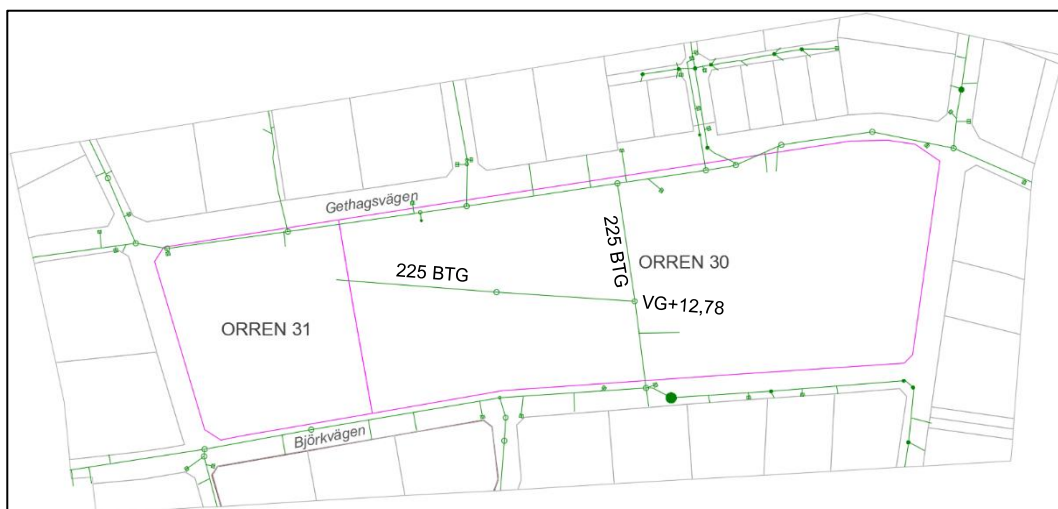 Gethagsvägen
225 BTG
225 BTG
ORREN 30
VG+12,78
ORREN 31
Björkvägen